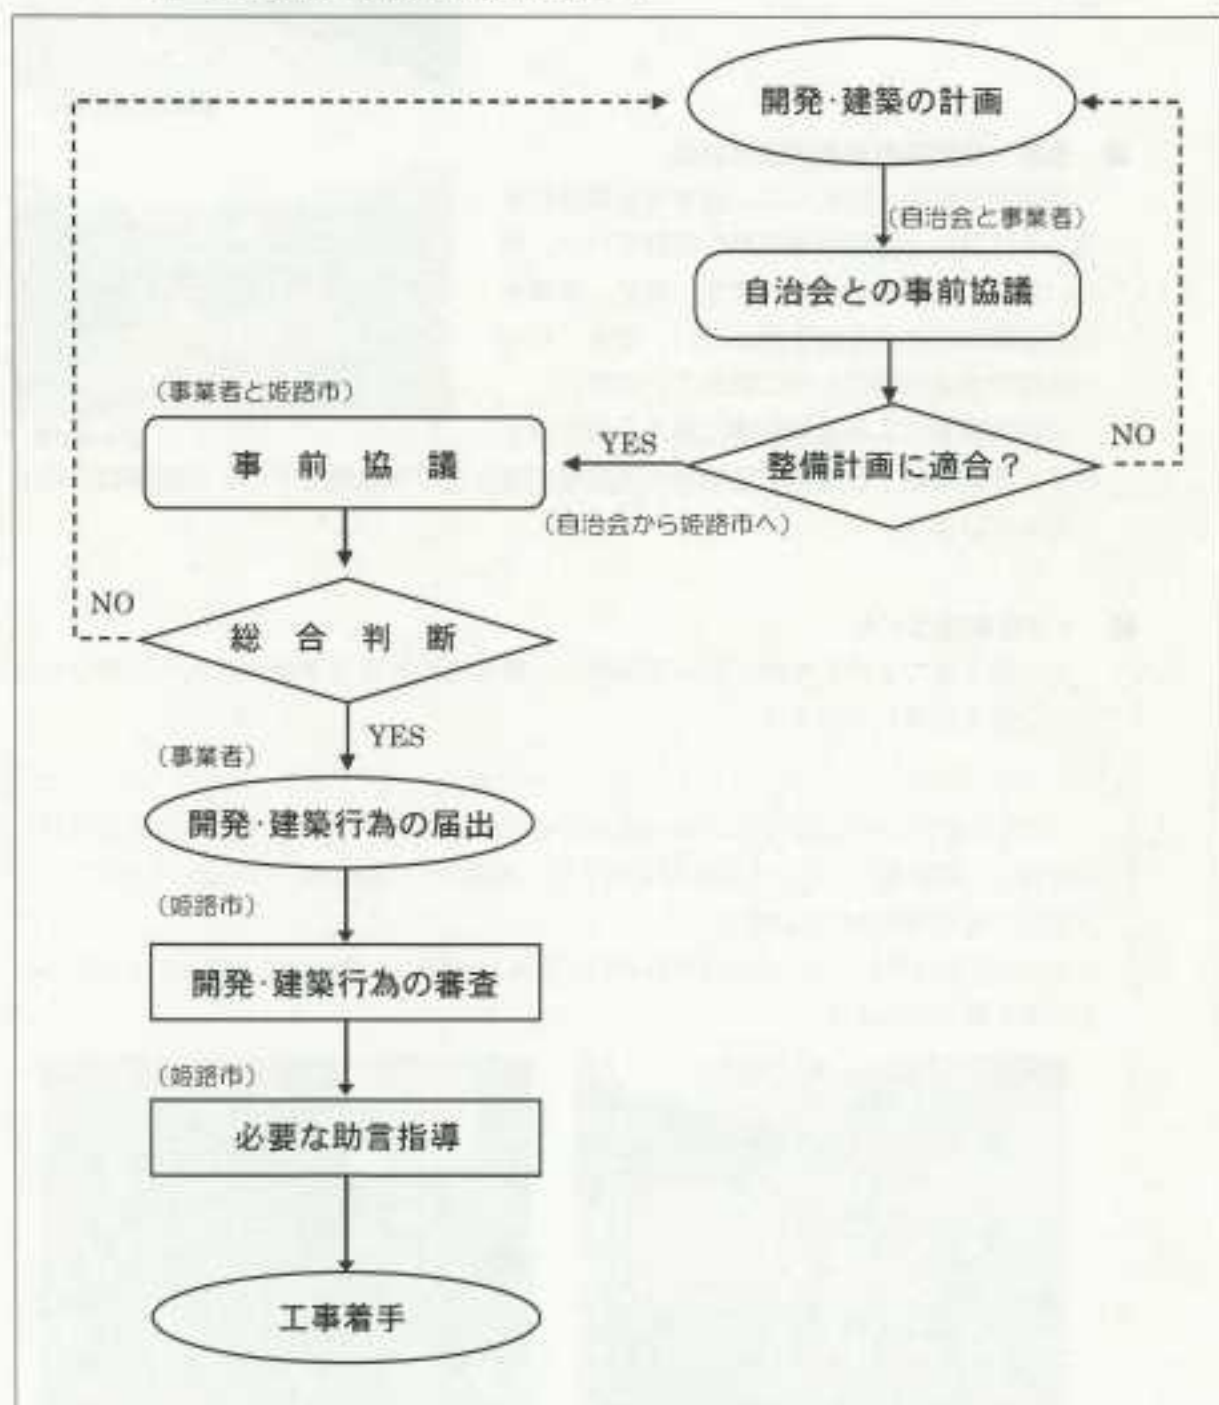 開発・建築の計画
（自治会と事業者）
自治会との事前協議
整備計画に適合？
NO
YES
（自治会から姫路市へ）
（事業者と姫路市）
事前協議
総合判断
NO
YES
（事業者）
開発・建築行為の届出
（姫路市）
開発・建築行為の審査
（姫路市）
必要な助言指導
工事着手